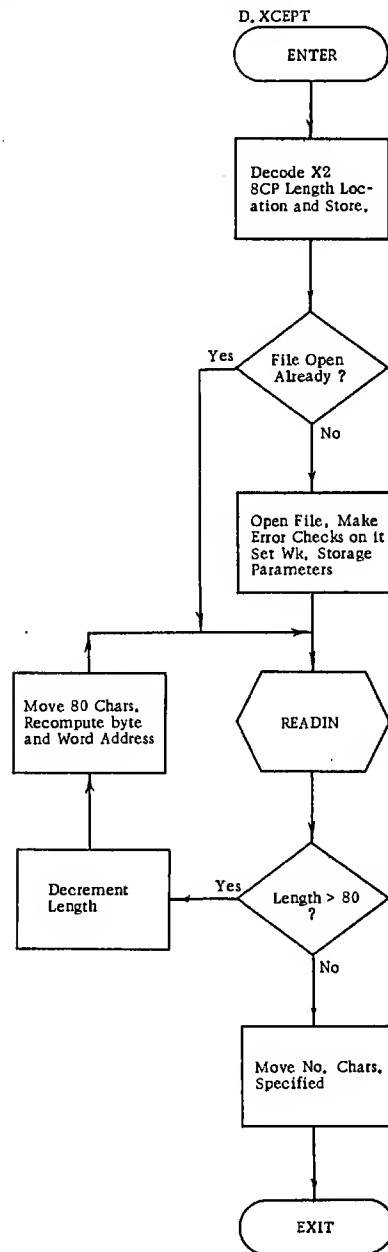 D. XCEPT
ENTER
Decode X2
8CP Length Loc-
ation and Store.
Yes
File Open
Already ?
No
Open File, Make
Error Checks on it
Set Wk. Storage
Parameters
Move 80 Chars.
Recompute byte
and Word Address
READIN
Decrement
Length
Yes
Length > 80
?
No
Move No. Chars.
Specified
EXIT